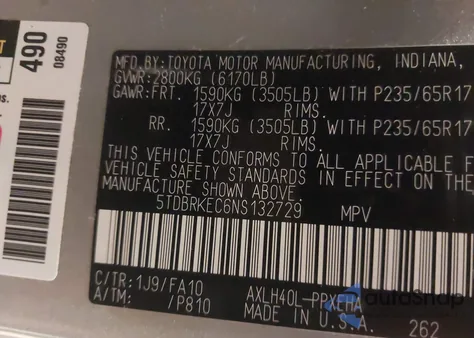 490
08490
MFD.BY:TOYOTA MOTOR MANUFACTURING, INDIANA,
GVWR:2800KG (6170LB)
GAWR:FRT. 1590KG (3505LB) WITH P235/65R17
17X7J RIMS.
RR. 1590KG (3505LB) WITH P235/65R17
17X7J RIMS.
THIS VEHICLE CONFORMS TO ALL APPLICABLE
VEHICLE SAFETY STANDARDS IN EFFECT ON THE
MANUFACTURE SHOWN ABOVE.
5TDBRKEC6NS132729 MPV
C/TR:1J9/FA10 AXLH40L-PPXEHA
A/TM: /P810 MADE IN U.S.A.
262
autoSnap